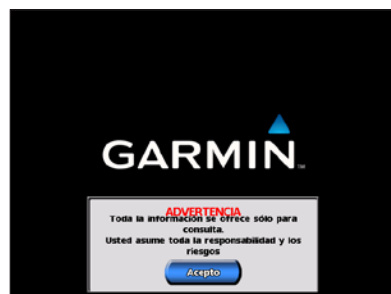 GARMIN
ADVERTENCIA
Toda la información se ofrece sólo para
consulta.
Usted asume toda la responsabilidad y los
riesgos
Acepto